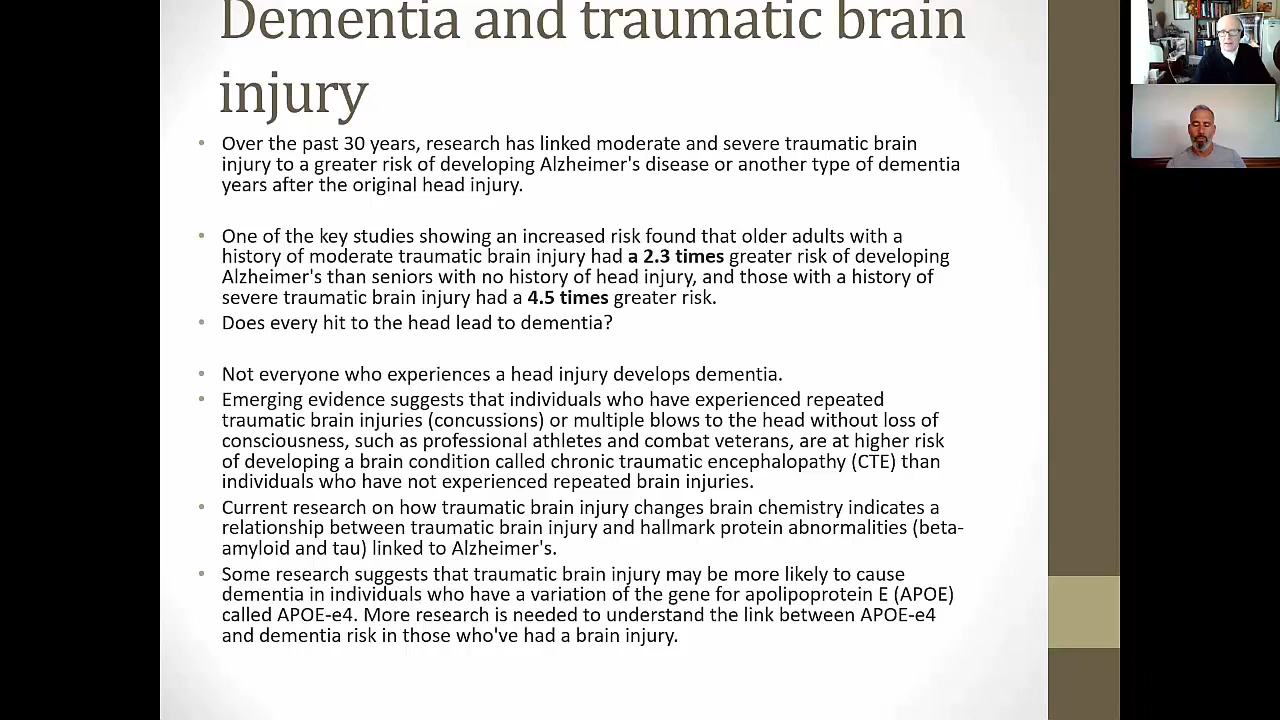 Dementia and traumatic brain
injury
• Over the past 30 years, research has linked moderate and severe traumatic brain
injury to a greater risk of developing Alzheimer's disease or another type of dementia
years after the original head injury.
• One of the key studies showing an increased risk found that older adults with a
history of moderate traumatic brain injury had a 2.3 times greater risk of developing
Alzheimer's than seniors with no history of head injury, and those with a history of
severe traumatic brain injury had a 4.5 times greater risk.
• Does every hit to the head lead to dementia?
• Not everyone who experiences a head injury develops dementia.
• Emerging evidence suggests that individuals who have experienced repeated
traumatic brain injuries (concussions) or multiple blows to the head without loss of
consciousness, such as professional athletes and combat veterans, are at higher risk
of developing a brain condition called chronic traumatic encephalopathy (CTE) than
individuals who have not experienced repeated brain injuries.
• Current research on how traumatic brain injury changes brain chemistry indicates a
relationship between traumatic brain injury and hallmark protein abnormalities (beta-
amyloid and tau) linked to Alzheimer's.
• Some research suggests that traumatic brain injury may be more likely to cause
dementia in individuals who have a variation of the gene for apolipoprotein E (APOE)
called APOE-e4. More research is needed to understand the link between APOE-e4
and dementia risk in those who've had a brain injury.